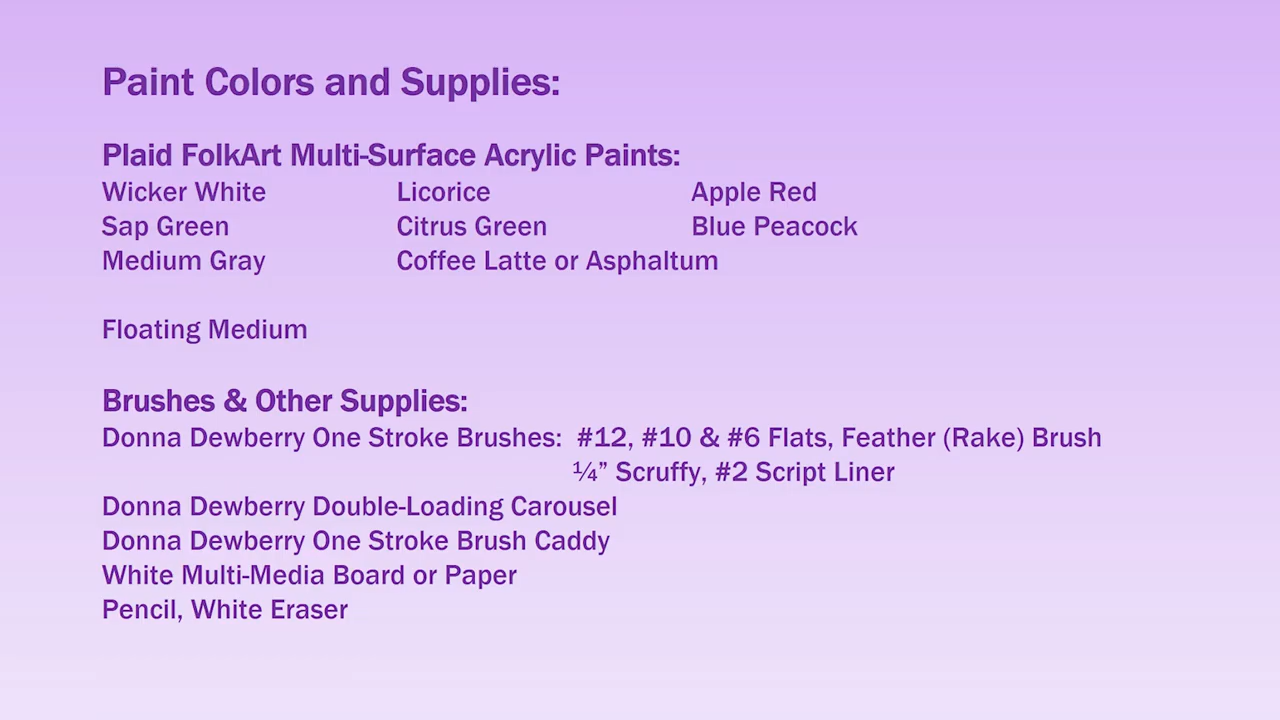 Paint Colors and Supplies:
Plaid FolkArt Multi-Surface Acrylic Paints:
Wicker White Licorice Apple Red
Sap Green Citrus Green Blue Peacock
Medium Gray Coffee Latte or Asphaltum
Floating Medium
Brushes & Other Supplies:
Donna Dewberry One Stroke Brushes: #12, #10 & #6 Flats, Feather (Rake) Brush
¼” Scruffy, #2 Script Liner
Donna Dewberry Double-Loading Carousel
Donna Dewberry One Stroke Brush Caddy
White Multi-Media Board or Paper
Pencil, White Eraser